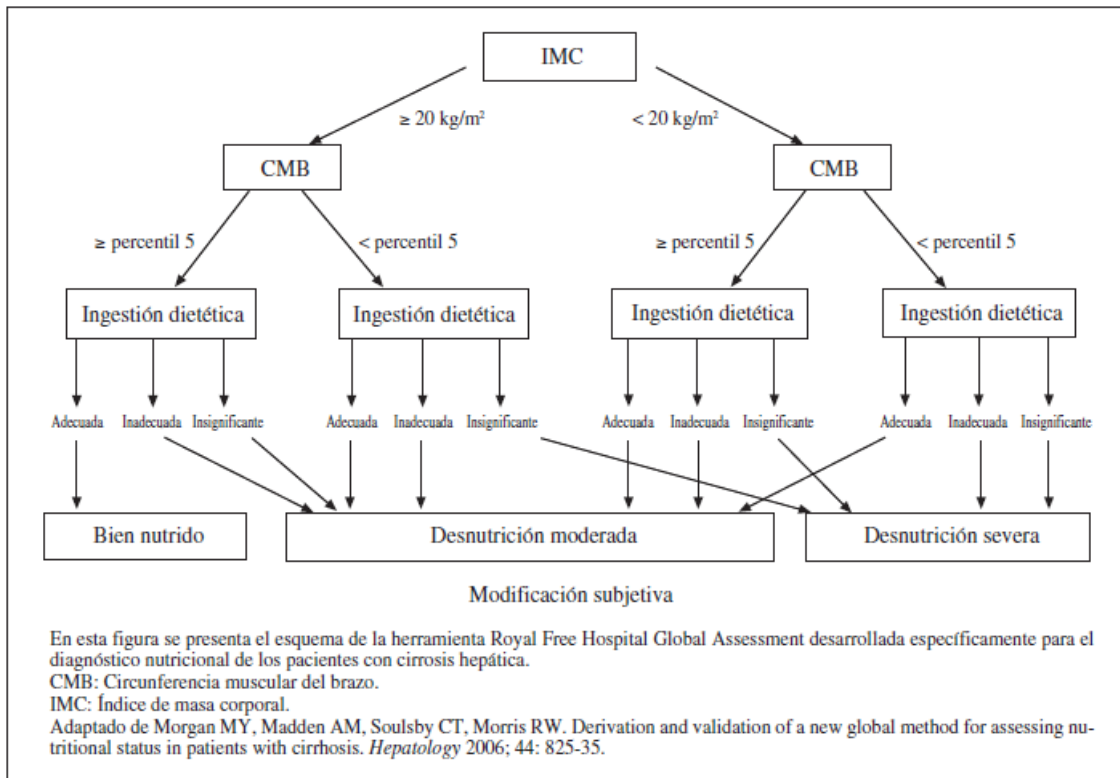 IMC
≥ 20 kg/m²
< 20 kg/m²
CMB
CMB
≥ percentil 5
< percentil 5
≥ percentil 5
< percentil 5
Ingestión dietética
Ingestión dietética
Ingestión dietética
Ingestión dietética
Adecuada Inadecuada Insignificante
Adecuada Inadecuada Insignificante
Adecuada Inadecuada Insignificante
Adecuada Inadecuada Insignificante
Bien nutrido
Desnutrición moderada
Desnutrición severa
Modificación subjetiva
En esta figura se presenta el esquema de la herramienta Royal Free Hospital Global Assessment desarrollada específicamente para el
diagnóstico nutricional de los pacientes con cirrosis hepática.
CMB: Circunferencia muscular del brazo.
IMC: Índice de masa corporal.
Adaptado de Morgan MY, Madden AM, Soulsby CT, Morris RW. Derivation and validation of a new global method for assessing nu-
tritional status in patients with cirrhosis. Hepatology 2006; 44: 825-35.